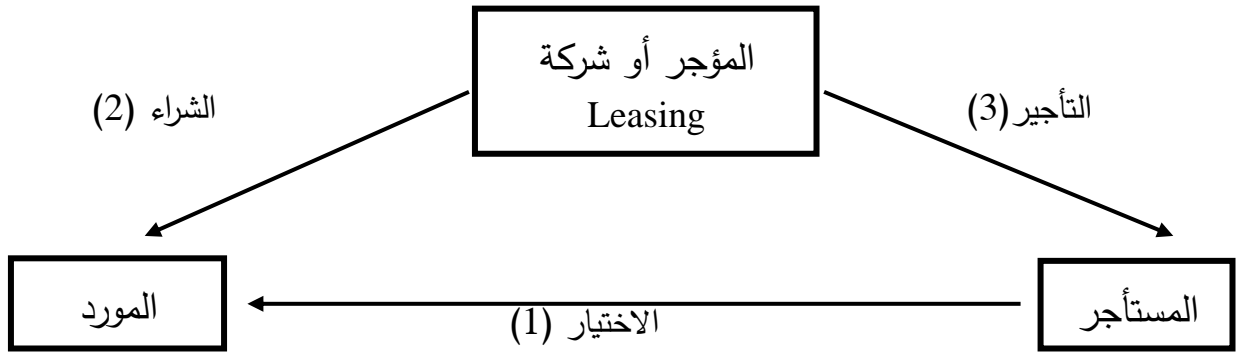 المؤجر أو شركة
Leasing
التأجير(3)
الشراء (2)
المستأجر
الاختيار (1)
المورد